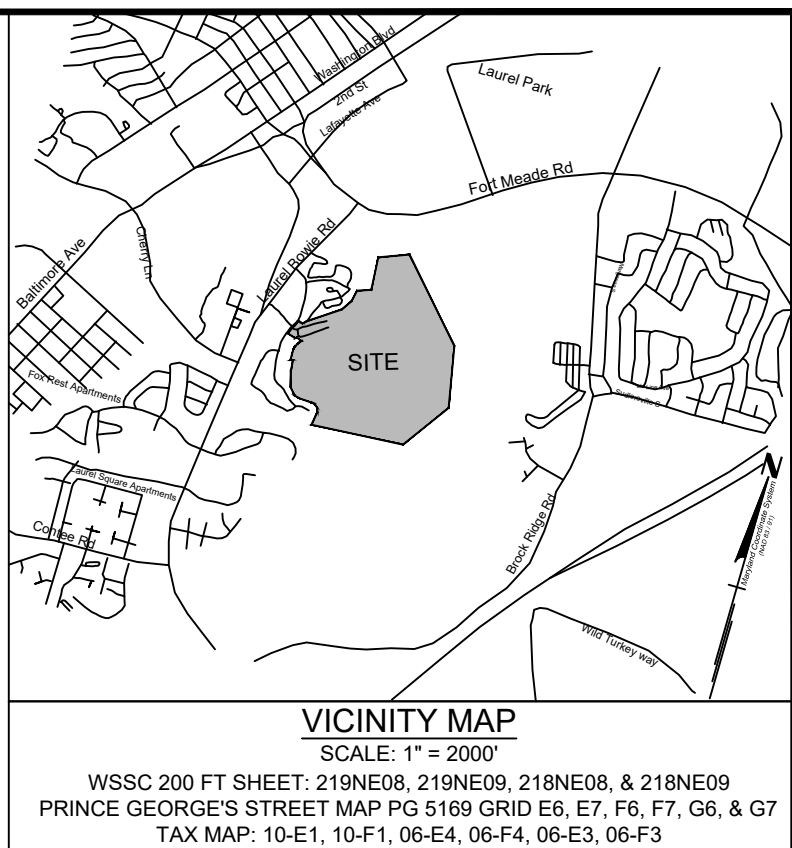 Washington Blvd
2nd St
Lafayette Ave
Laurel Park
Fort Meade Rd
Cherry Ln
Baltimore Ave
Laurel Bowie Rd
SITE
Fox Rest Apartments
Laurel Square Apartments
Contee Rd
Brock Ridge Rd
Wild Turkey way
N
Maryland Coordinate System
(NAD 83 / 91)
VICINITY MAP
SCALE: 1" = 2000'
WSSC 200 FT SHEET: 219NE08, 219NE09, 218NE08, & 218NE09
PRINCE GEORGE'S STREET MAP PG 5169 GRID E6, E7, F6, F7, G6, & G7
TAX MAP: 10-E1, 10-F1, 06-E4, 06-F4, 06-E3, 06-F3